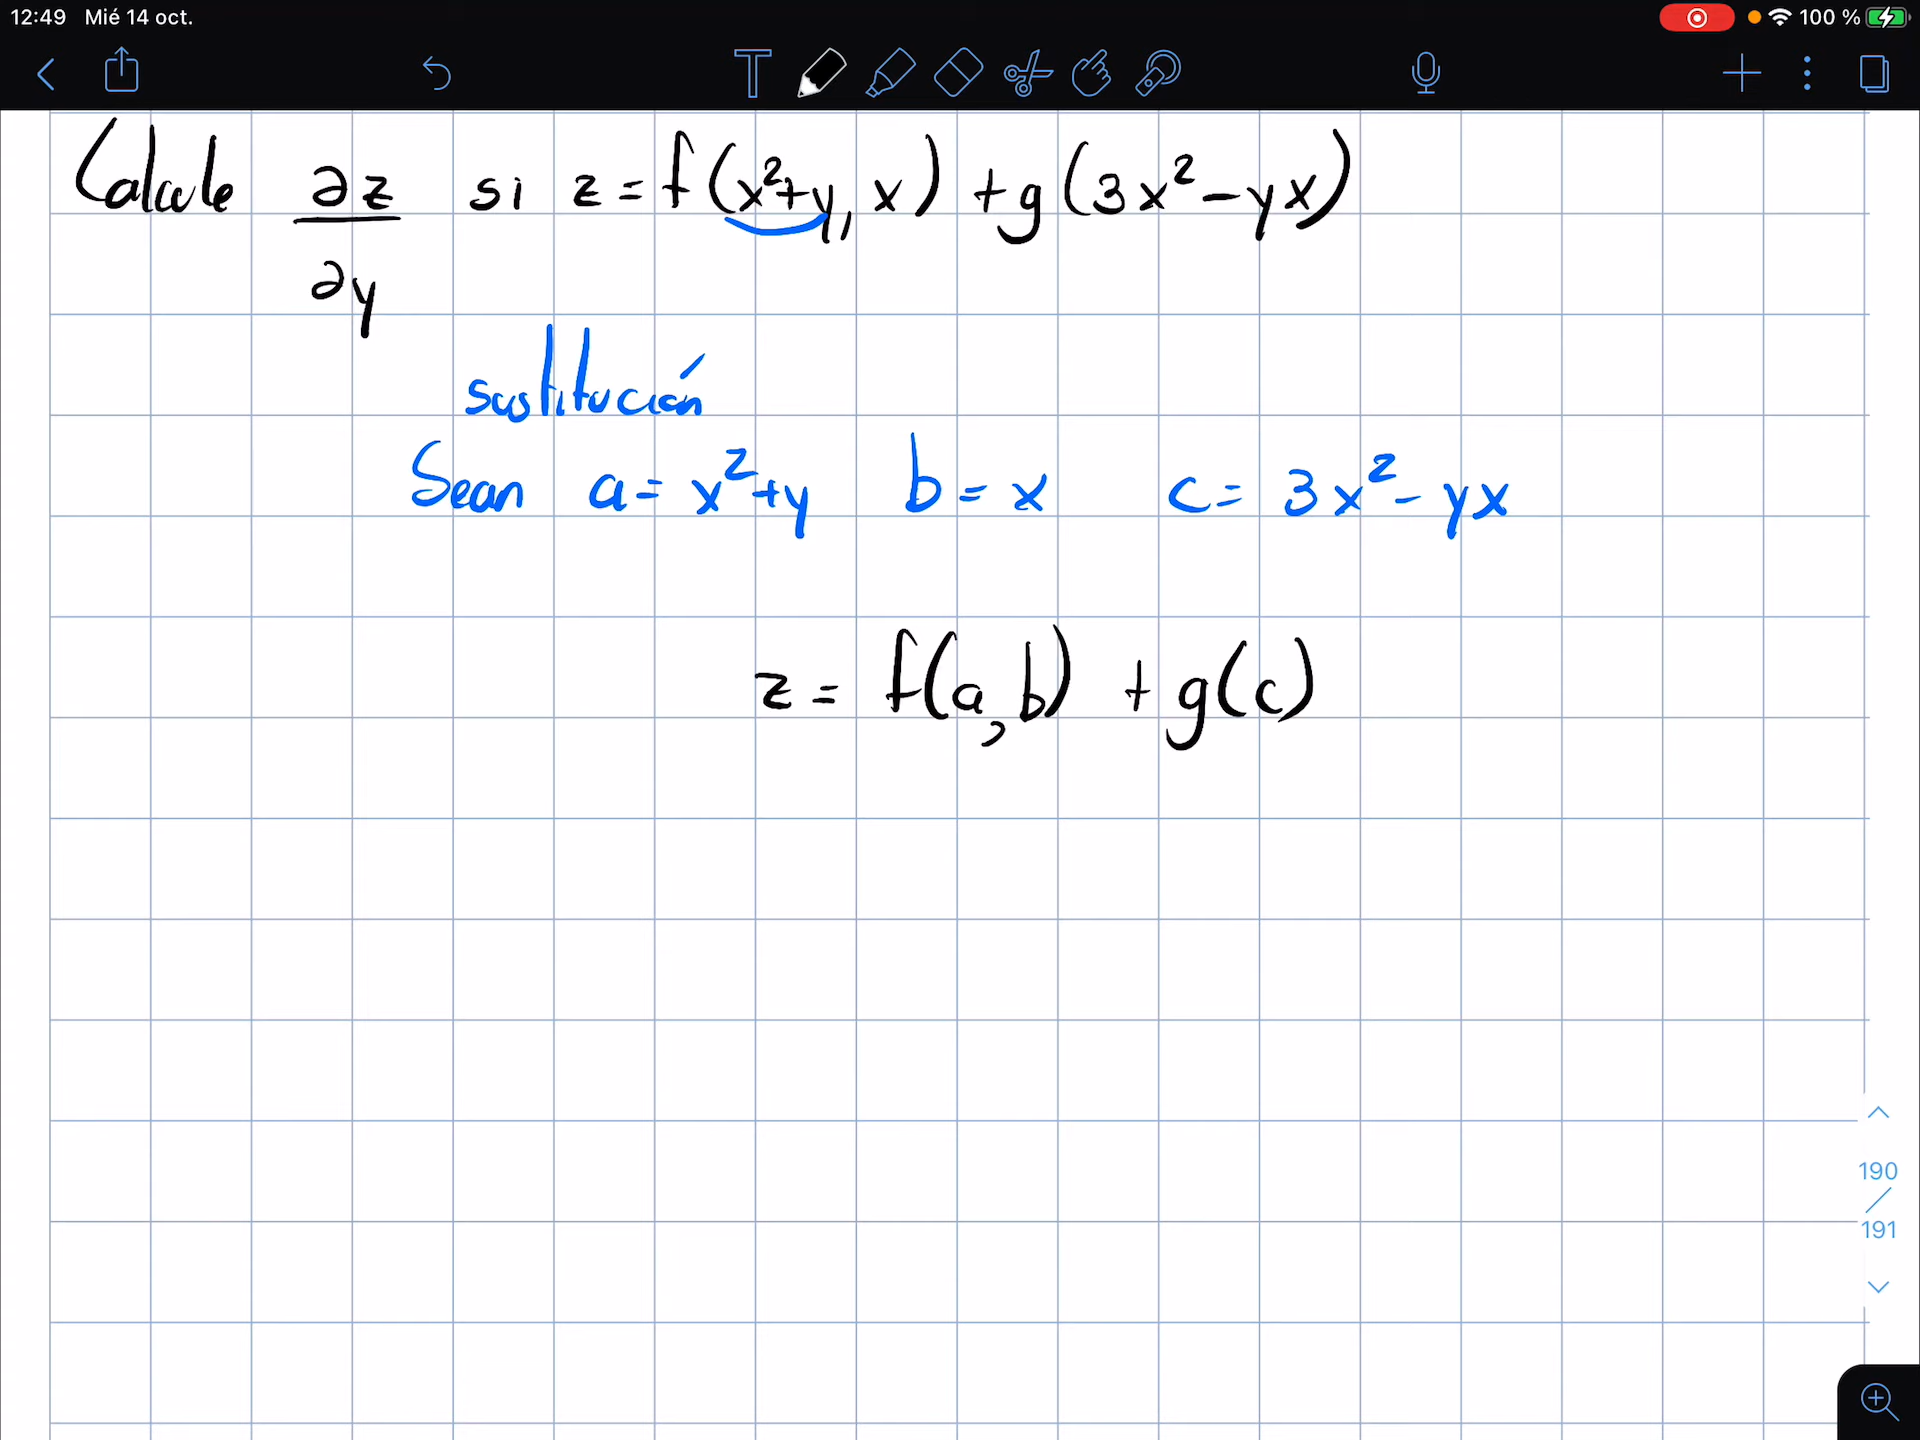 12:49 Mié 14 oct. 100 %
T
Calcule ∂z/∂y si z = f(x²+y, x) + g(3x²-yx)
sustitución
Sean a = x²+y b = x c = 3x²-yx
z = f(a,b) + g(c)
190
/
191